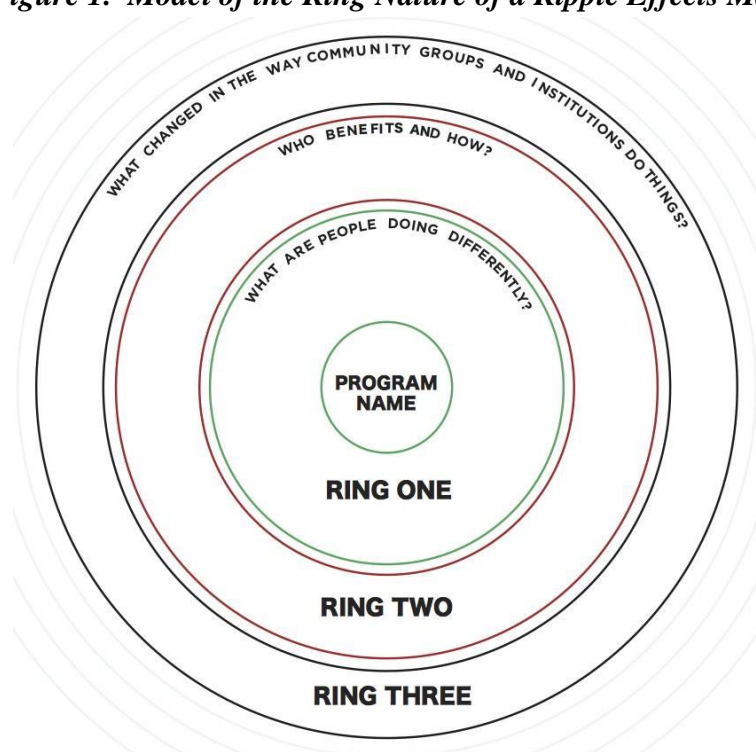 igure 1. Model of the Ring Nature of a Ripple Effects M
WHAT CHANGED IN THE WAY COMMUNITY GROUPS AND INSTITUTIONS DO THINGS?
WHO BENEFITS AND HOW?
WHAT ARE PEOPLE DOING DIFFERENTLY?
PROGRAM
NAME
RING ONE
RING TWO
RING THREE